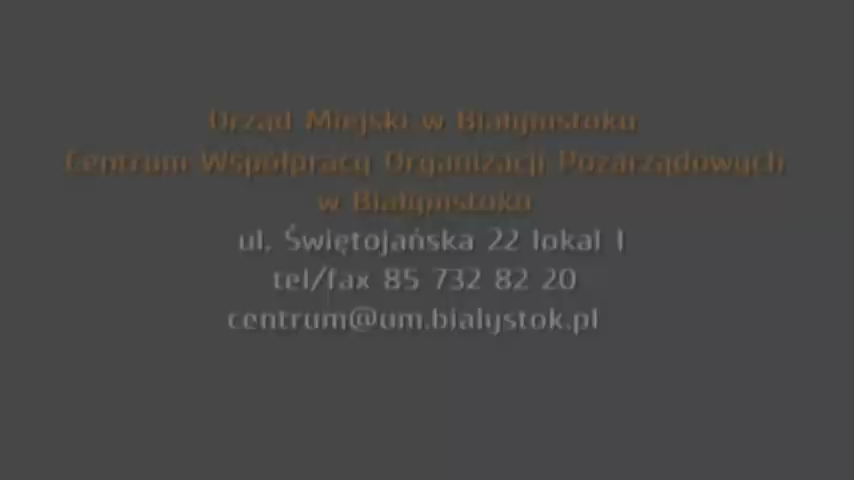 Urząd Miejski w Białymstoku
Centrum Współpracy Organizacji Pozarządowych
w Białymstoku
ul. Świętojańska 22 lokal 1
tel/fax 85 732 82 20
centrum@um.bialystok.pl